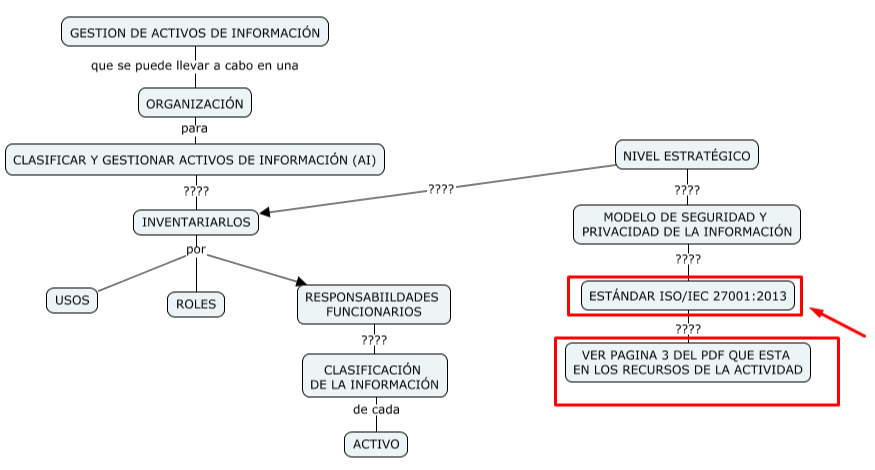 GESTION DE ACTIVOS DE INFORMACIÓN
que se puede llevar a cabo en una
ORGANIZACIÓN
para
CLASIFICAR Y GESTIONAR ACTIVOS DE INFORMACIÓN (AI)
????
INVENTARIARLOS
por
USOS
ROLES
RESPONSABIILDADES
FUNCIONARIOS
????
CLASIFICACIÓN
DE LA INFORMACIÓN
de cada
ACTIVO
????
NIVEL ESTRATÉGICO
????
MODELO DE SEGURIDAD Y
PRIVACIDAD DE LA INFORMACIÓN
????
ESTÁNDAR ISO/IEC 27001:2013
????
VER PAGINA 3 DEL PDF QUE ESTA
EN LOS RECURSOS DE LA ACTIVIDAD